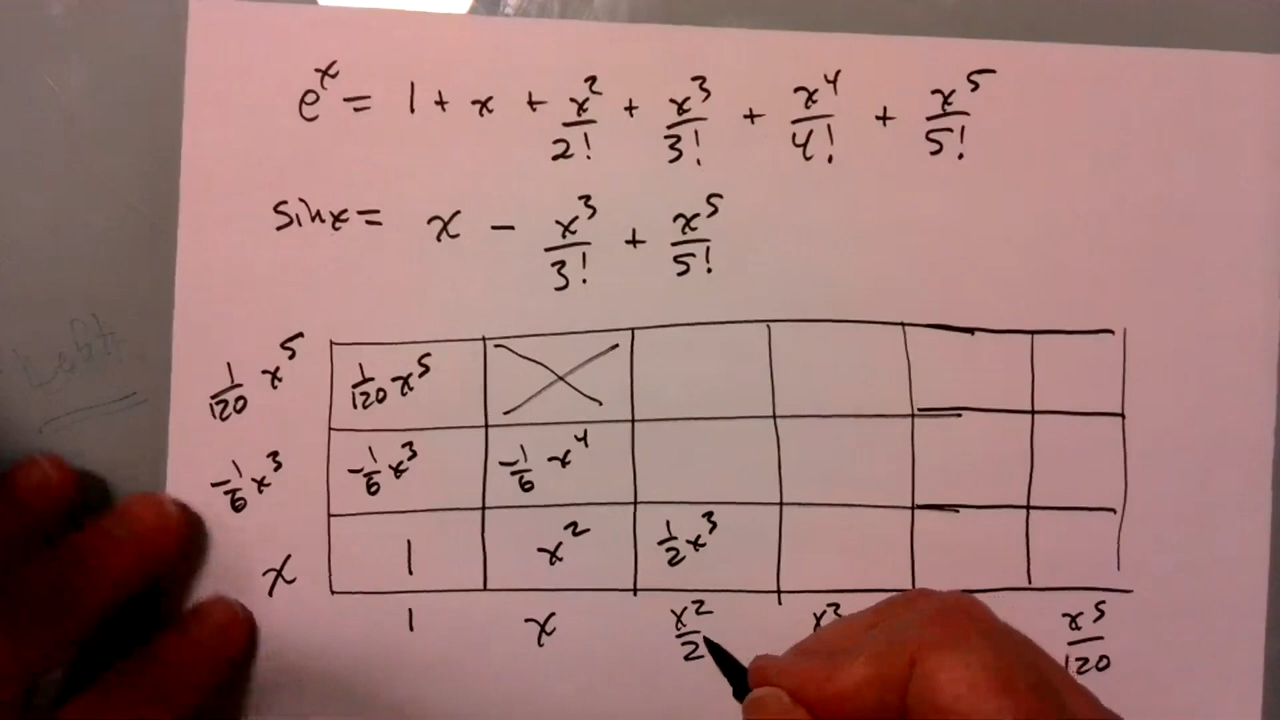 e^x = 1 + x + x^2/2! + x^3/3! + x^4/4! + x^5/5!
sinx = x - x^3/3! + x^5/5!
1/120 x^5 1/120 x^5
-1/6 x^3 -1/6 x^3 -1/6 x^4
x 1 x^2 1/2 x^3
1 x x^2/2 x^5/120